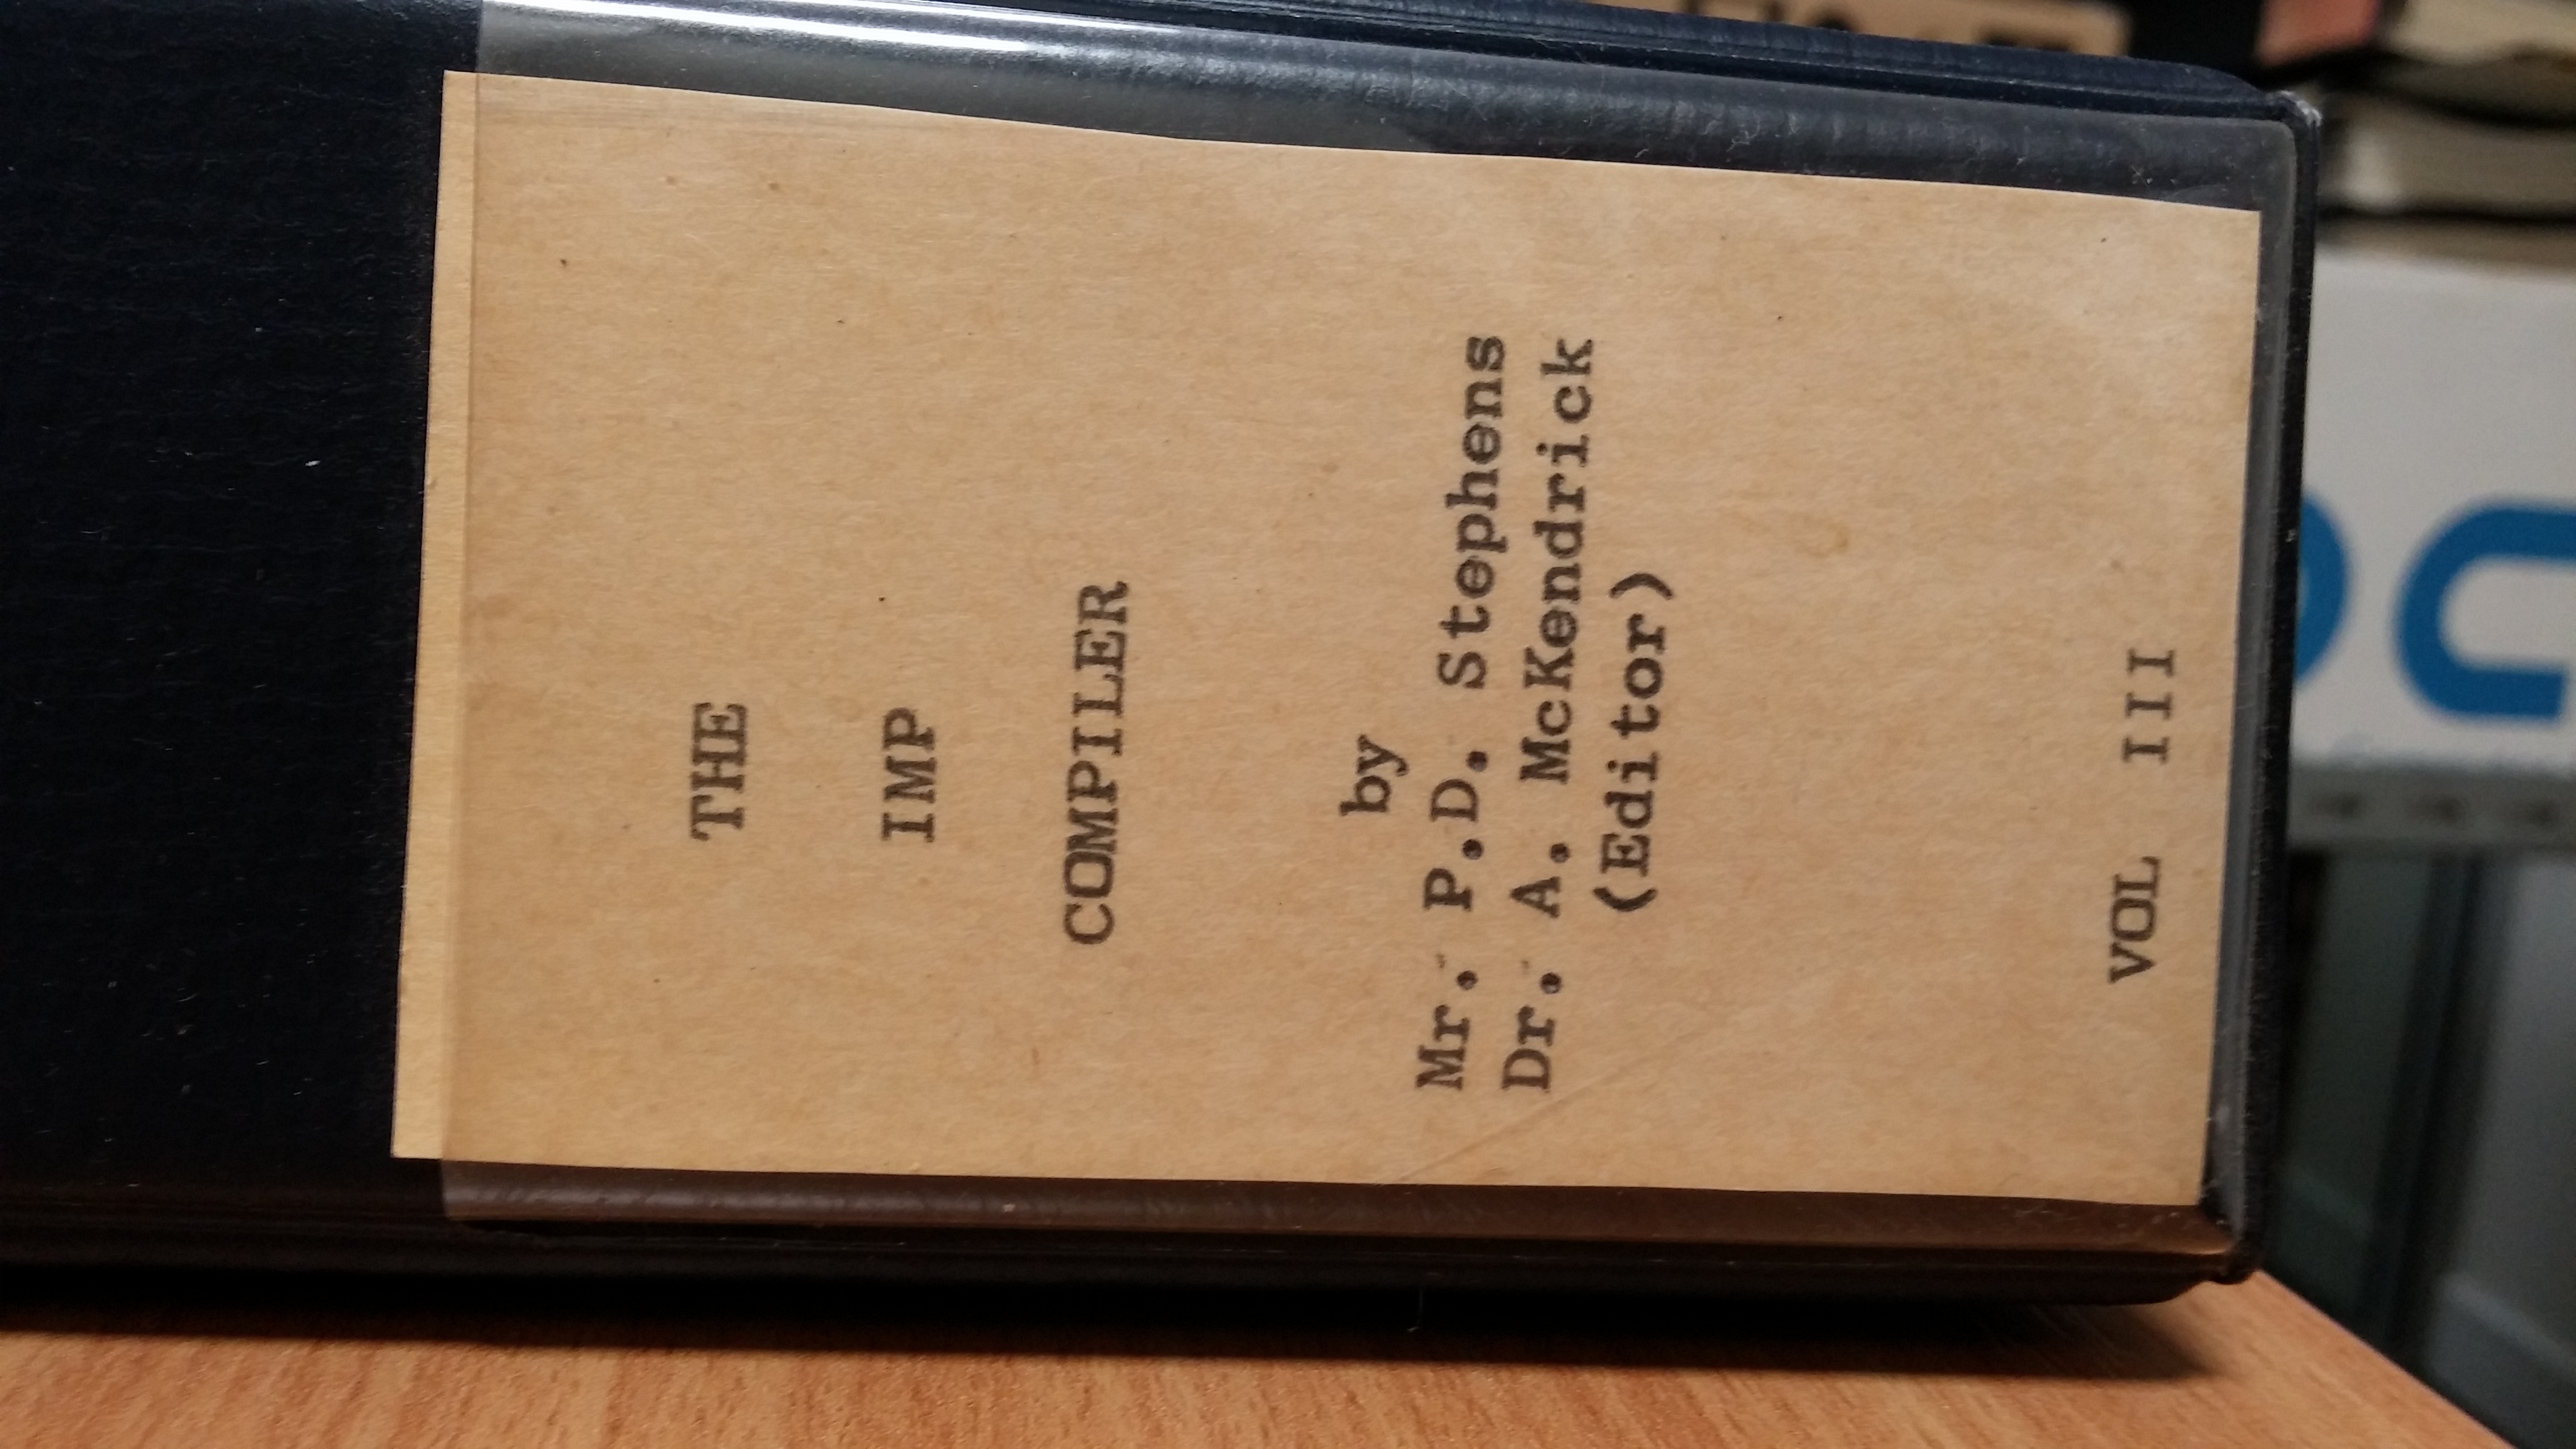 THE
IMP
COMPILER
by
Mr. P.D. Stephens
Dr. A. McKendrick
(Editor)
VOL III